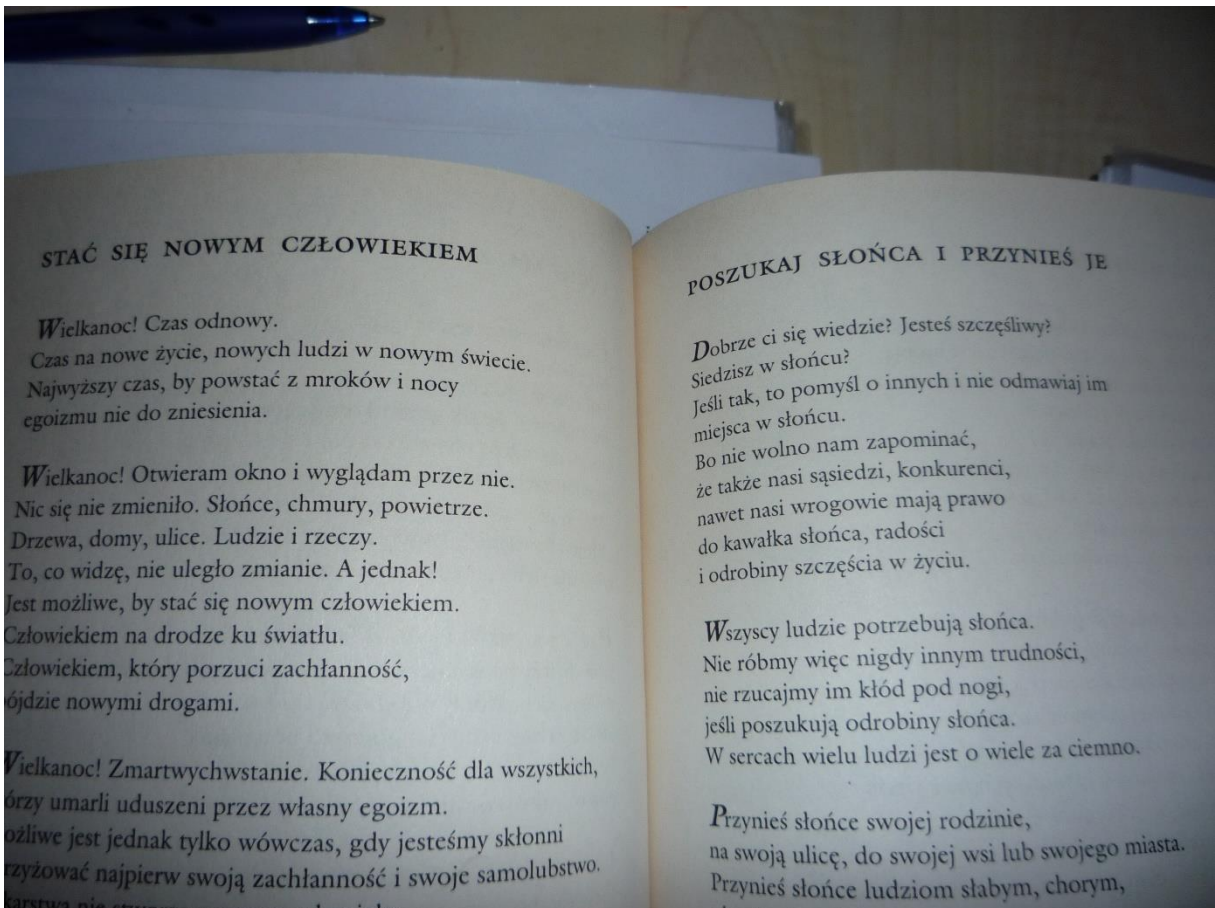 STAĆ SIĘ NOWYM CZŁOWIEKIEM
Wielkanoc! Czas odnowy.
Czas na nowe życie, nowych ludzi w nowym świecie.
Najwyższy czas, by powstać z mroków i nocy
egoizmu nie do zniesienia.
Wielkanoc! Otwieram okno i wyglądam przez nie.
Nic się nie zmieniło. Słońce, chmury, powietrze.
Drzewa, domy, ulice. Ludzie i rzeczy.
To, co widzę, nie uległo zmianie. A jednak!
Jest możliwe, by stać się nowym człowiekiem.
Człowiekiem na drodze ku światłu.
Człowiekiem, który porzuci zachłanność,
ójdzie nowymi drogami.
Wielkanoc! Zmartwychwstanie. Konieczność dla wszystkich,
órzy umarli uduszeni przez własny egoizm.
ożliwe jest jednak tylko wówczas, gdy jesteśmy skłonni
rzyżować najpierw swoją zachłanność i swoje samolubstwo.
POSZUKAJ SŁOŃCA I PRZYNIEŚ JE
Dobrze ci się wiedzie? Jesteś szczęśliwy?
Siedzisz w słońcu?
Jeśli tak, to pomyśl o innych i nie odmawiaj im
miejsca w słońcu.
Bo nie wolno nam zapominać,
że także nasi sąsiedzi, konkurenci,
nawet nasi wrogowie mają prawo
do kawałka słońca, radości
i odrobiny szczęścia w życiu.
Wszyscy ludzie potrzebują słońca.
Nie róbmy więc nigdy innym trudności,
nie rzucajmy im kłód pod nogi,
jeśli poszukują odrobiny słońca.
W sercach wielu ludzi jest o wiele za ciemno.
Przynieś słońce swojej rodzinie,
na swoją ulicę, do swojej wsi lub swojego miasta.
Przynieś słońce ludziom słabym, chorym,